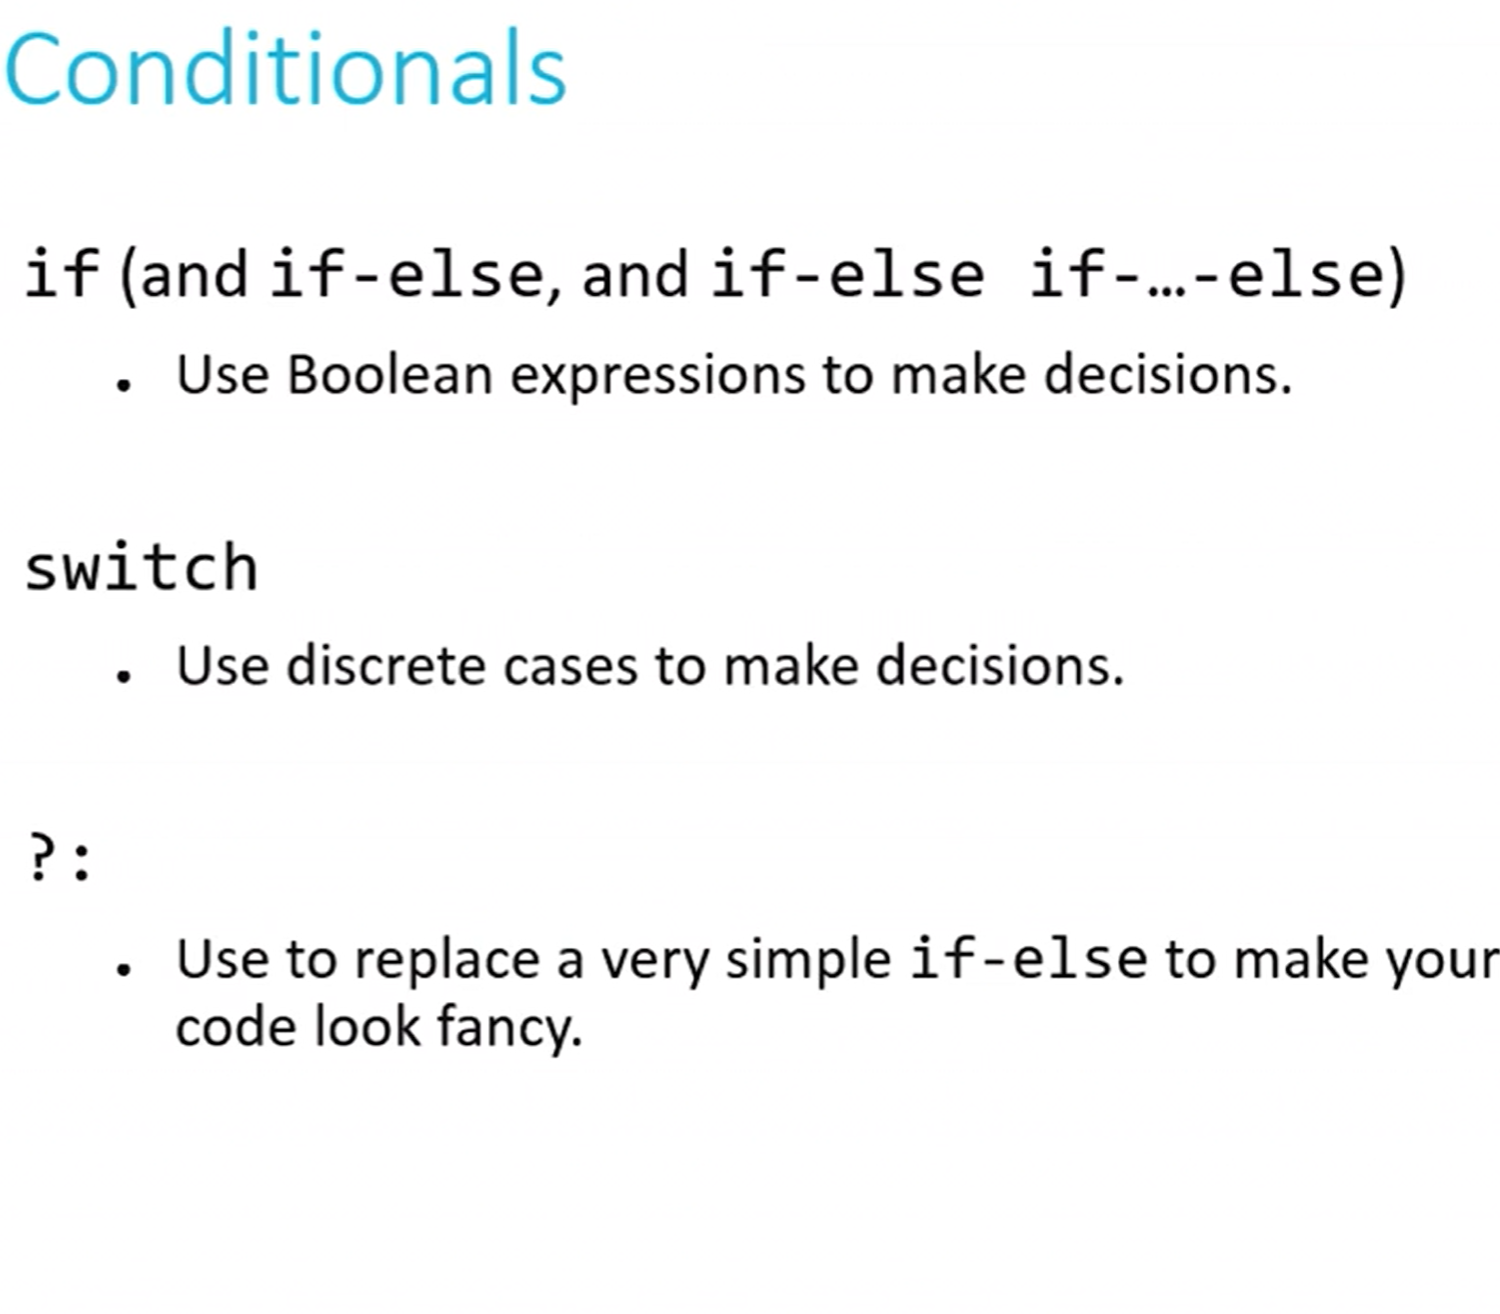 Conditionals
if (and if-else, and if-else if-…-else)
• Use Boolean expressions to make decisions.
switch
• Use discrete cases to make decisions.
?:
• Use to replace a very simple if-else to make your
code look fancy.